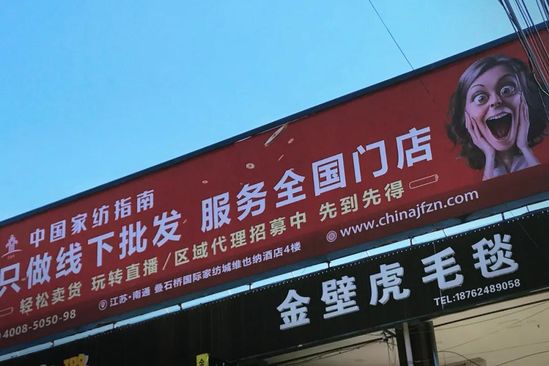 中国家纺指南
只做线下批发 服务全国门店
轻松卖货 玩转直播/区域代理招募中 先到先得
4008-5050-98
江苏·南通 叠石桥国际家纺城维也纳酒店4楼
www.chinajfzn.com
金壁虎毛毯
TEL:18762489058